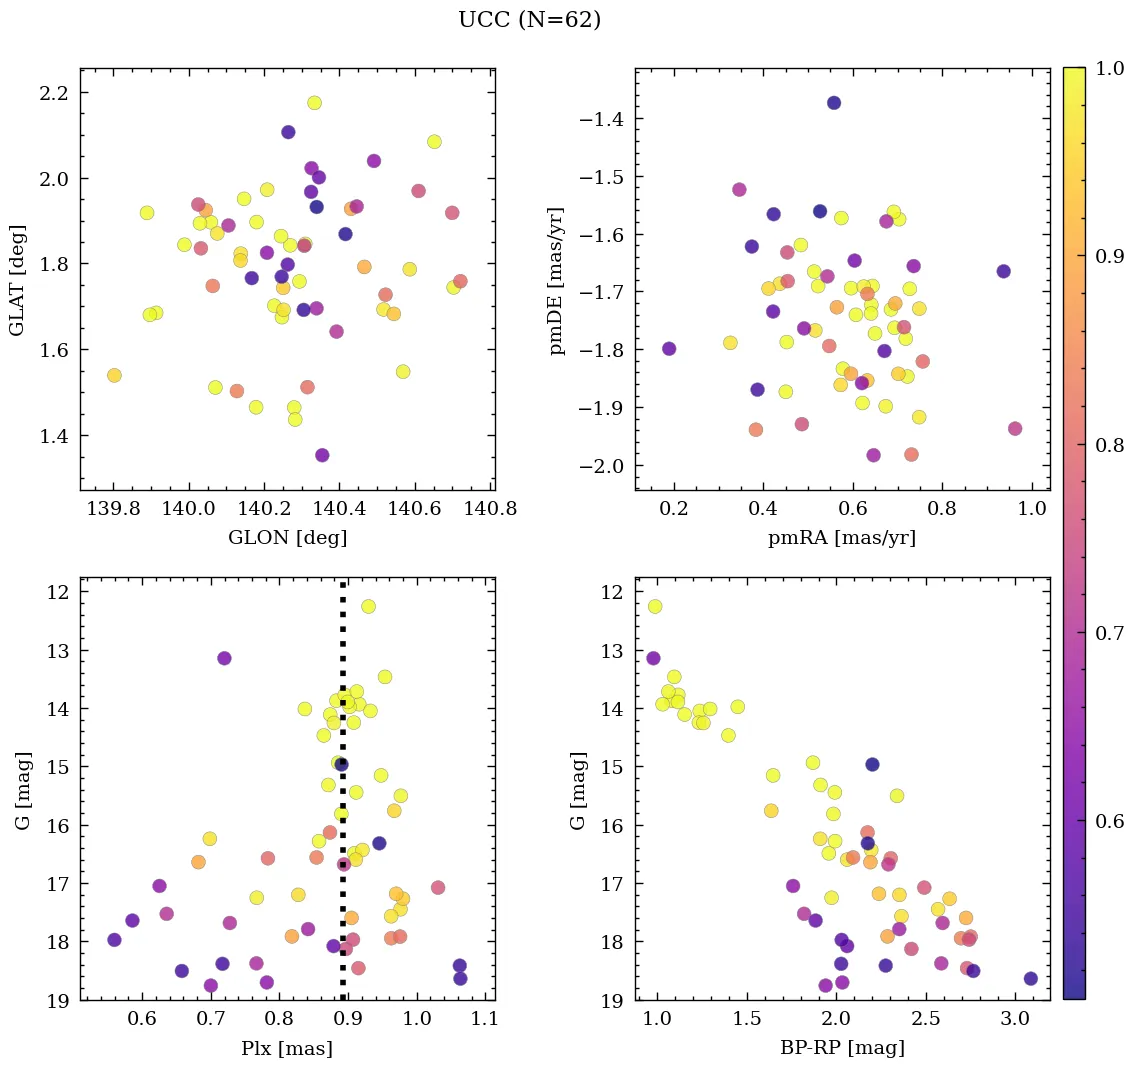 UCC (N=62)
2.2
2.0
1.8
1.6
1.4
GLAT [deg]
139.8 140.0 140.2 140.4 140.6 140.8
GLON [deg]
−1.4
−1.5
−1.6
−1.7
−1.8
−1.9
−2.0
pmDE [mas/yr]
0.2 0.4 0.6 0.8 1.0
pmRA [mas/yr]
1.0
0.9
0.8
0.7
0.6
12
13
14
15
16
17
18
19
G [mag]
0.6 0.7 0.8 0.9 1.0 1.1
Plx [mas]
12
13
14
15
16
17
18
19
G [mag]
1.0 1.5 2.0 2.5 3.0
BP-RP [mag]